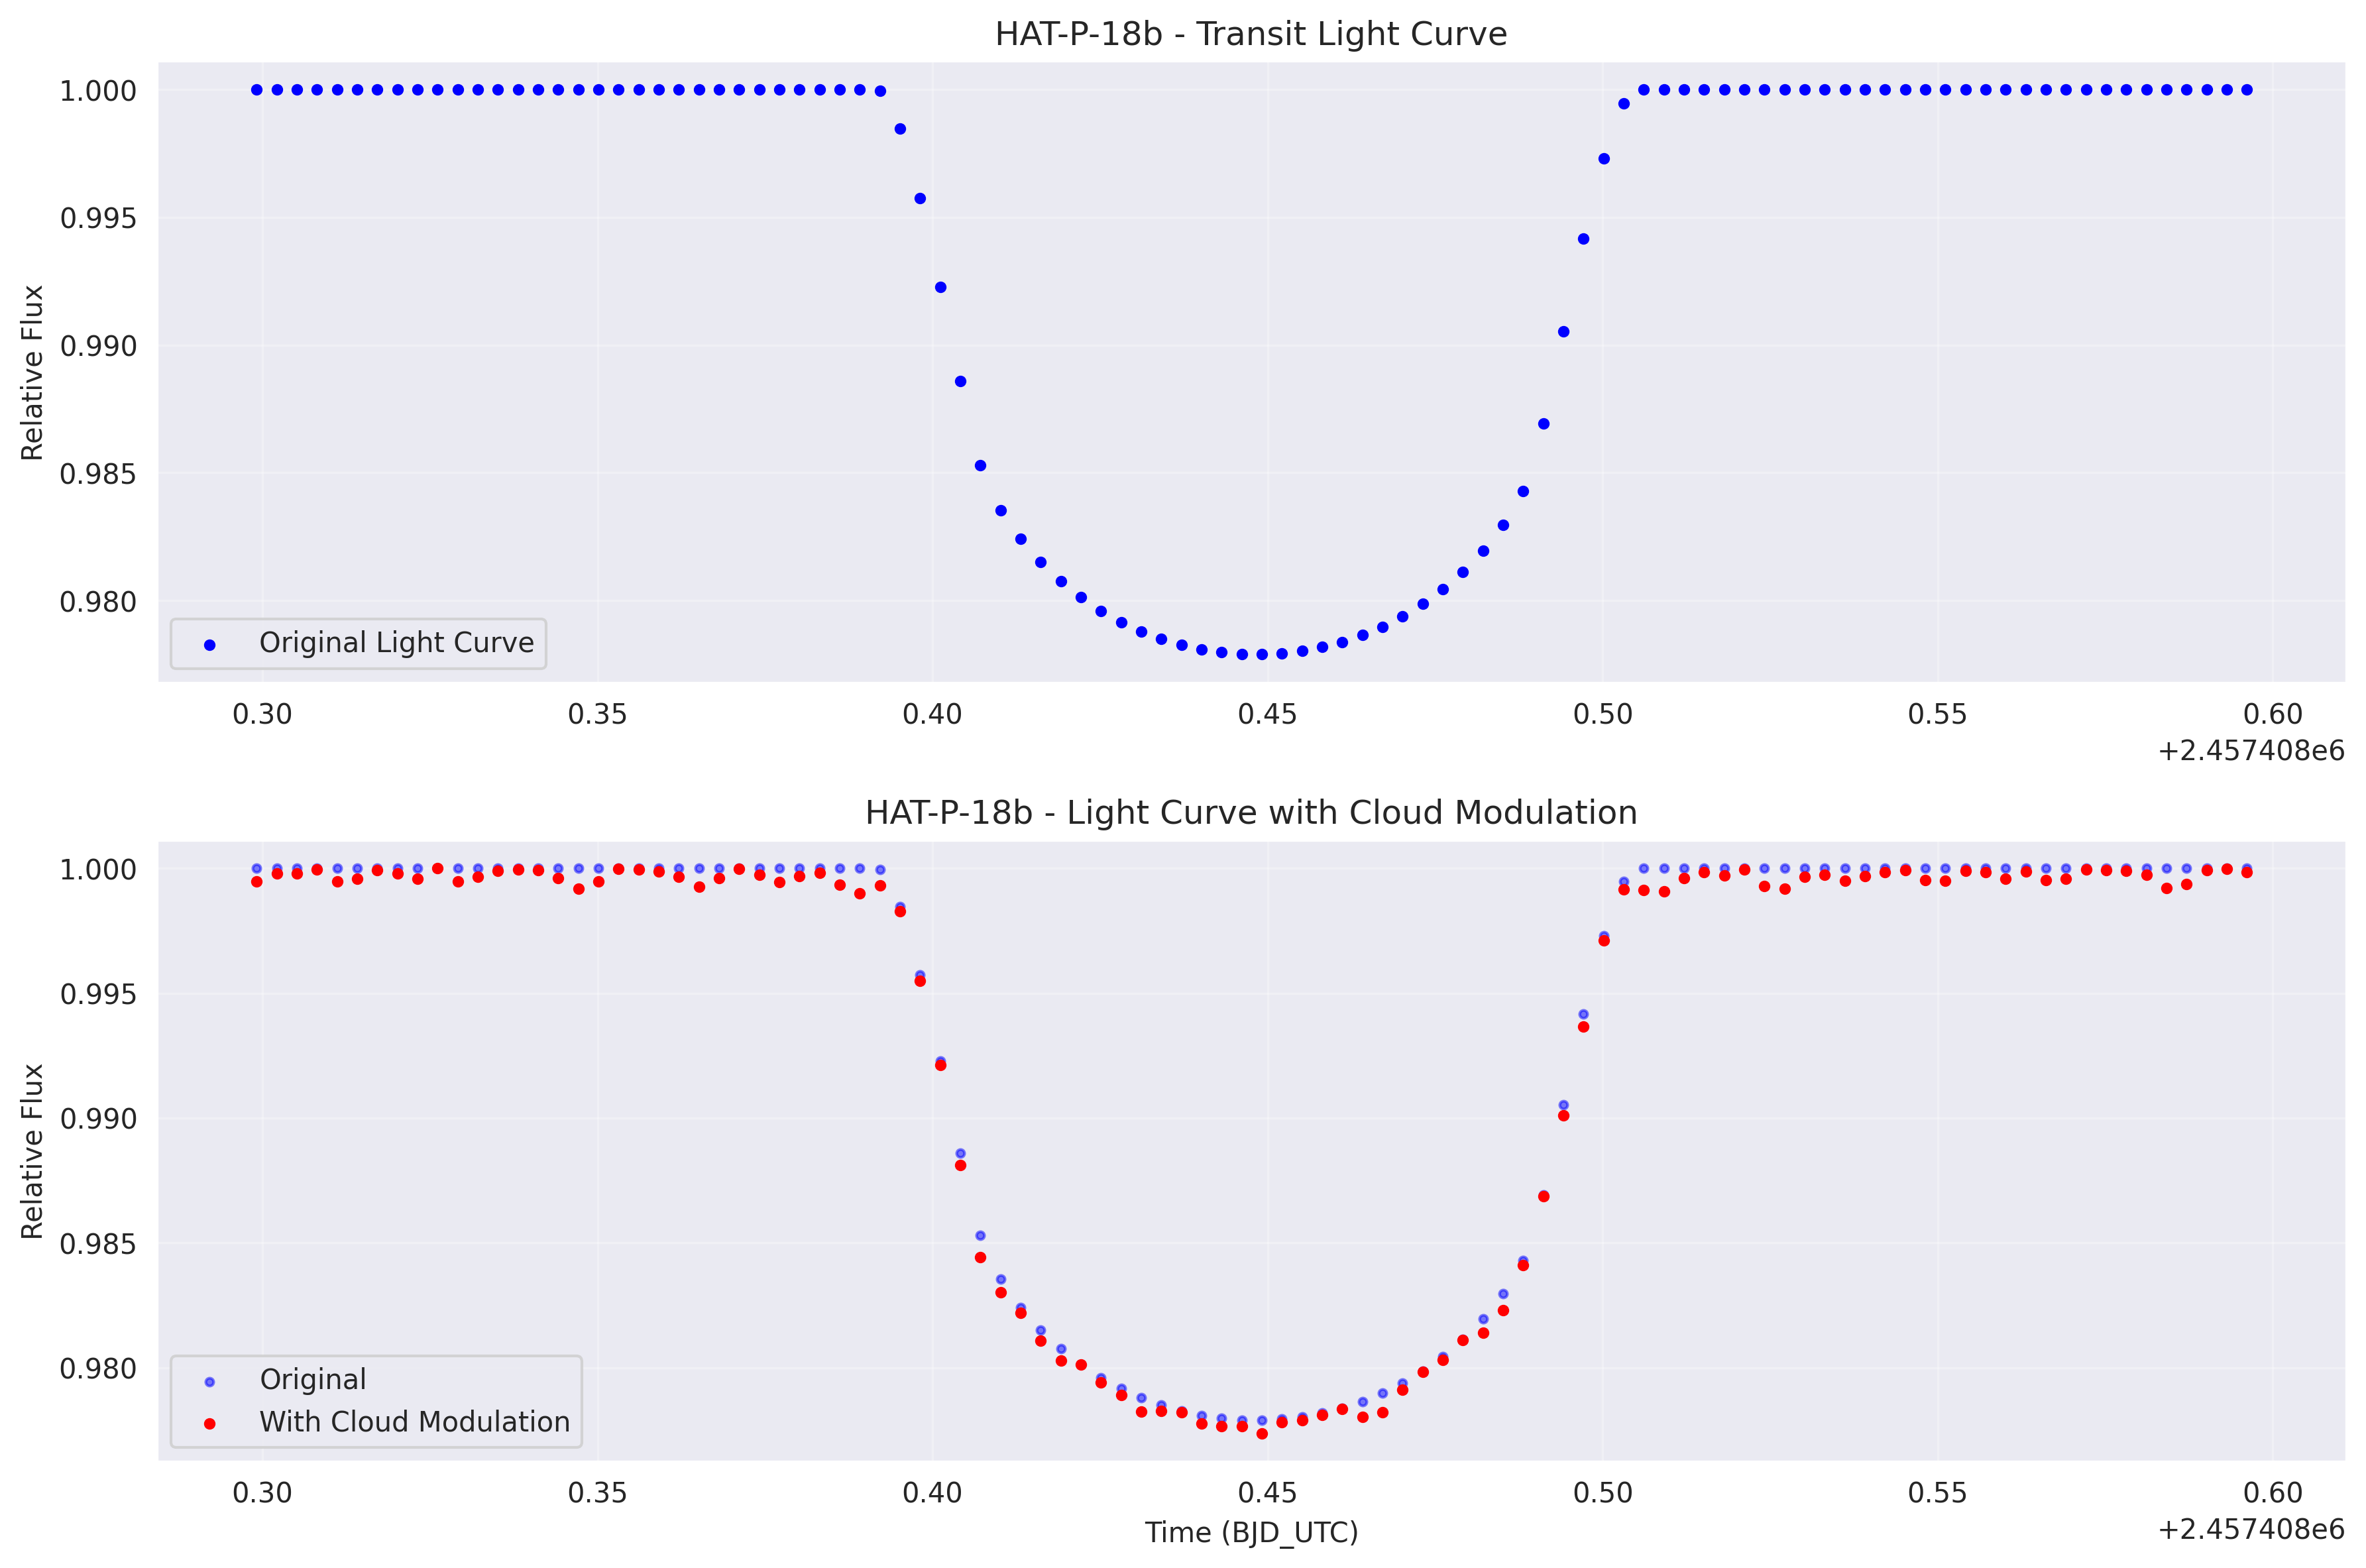 HAT-P-18b - Transit Light Curve
1.000
0.995
0.990
0.985
0.980
Relative Flux
Original Light Curve
0.30 0.35 0.40 0.45 0.50 0.55 0.60
+2.457408e6
HAT-P-18b - Light Curve with Cloud Modulation
1.000
0.995
0.990
0.985
0.980
Relative Flux
Original
With Cloud Modulation
0.30 0.35 0.40 0.45 0.50 0.55 0.60
Time (BJD_UTC)
+2.457408e6